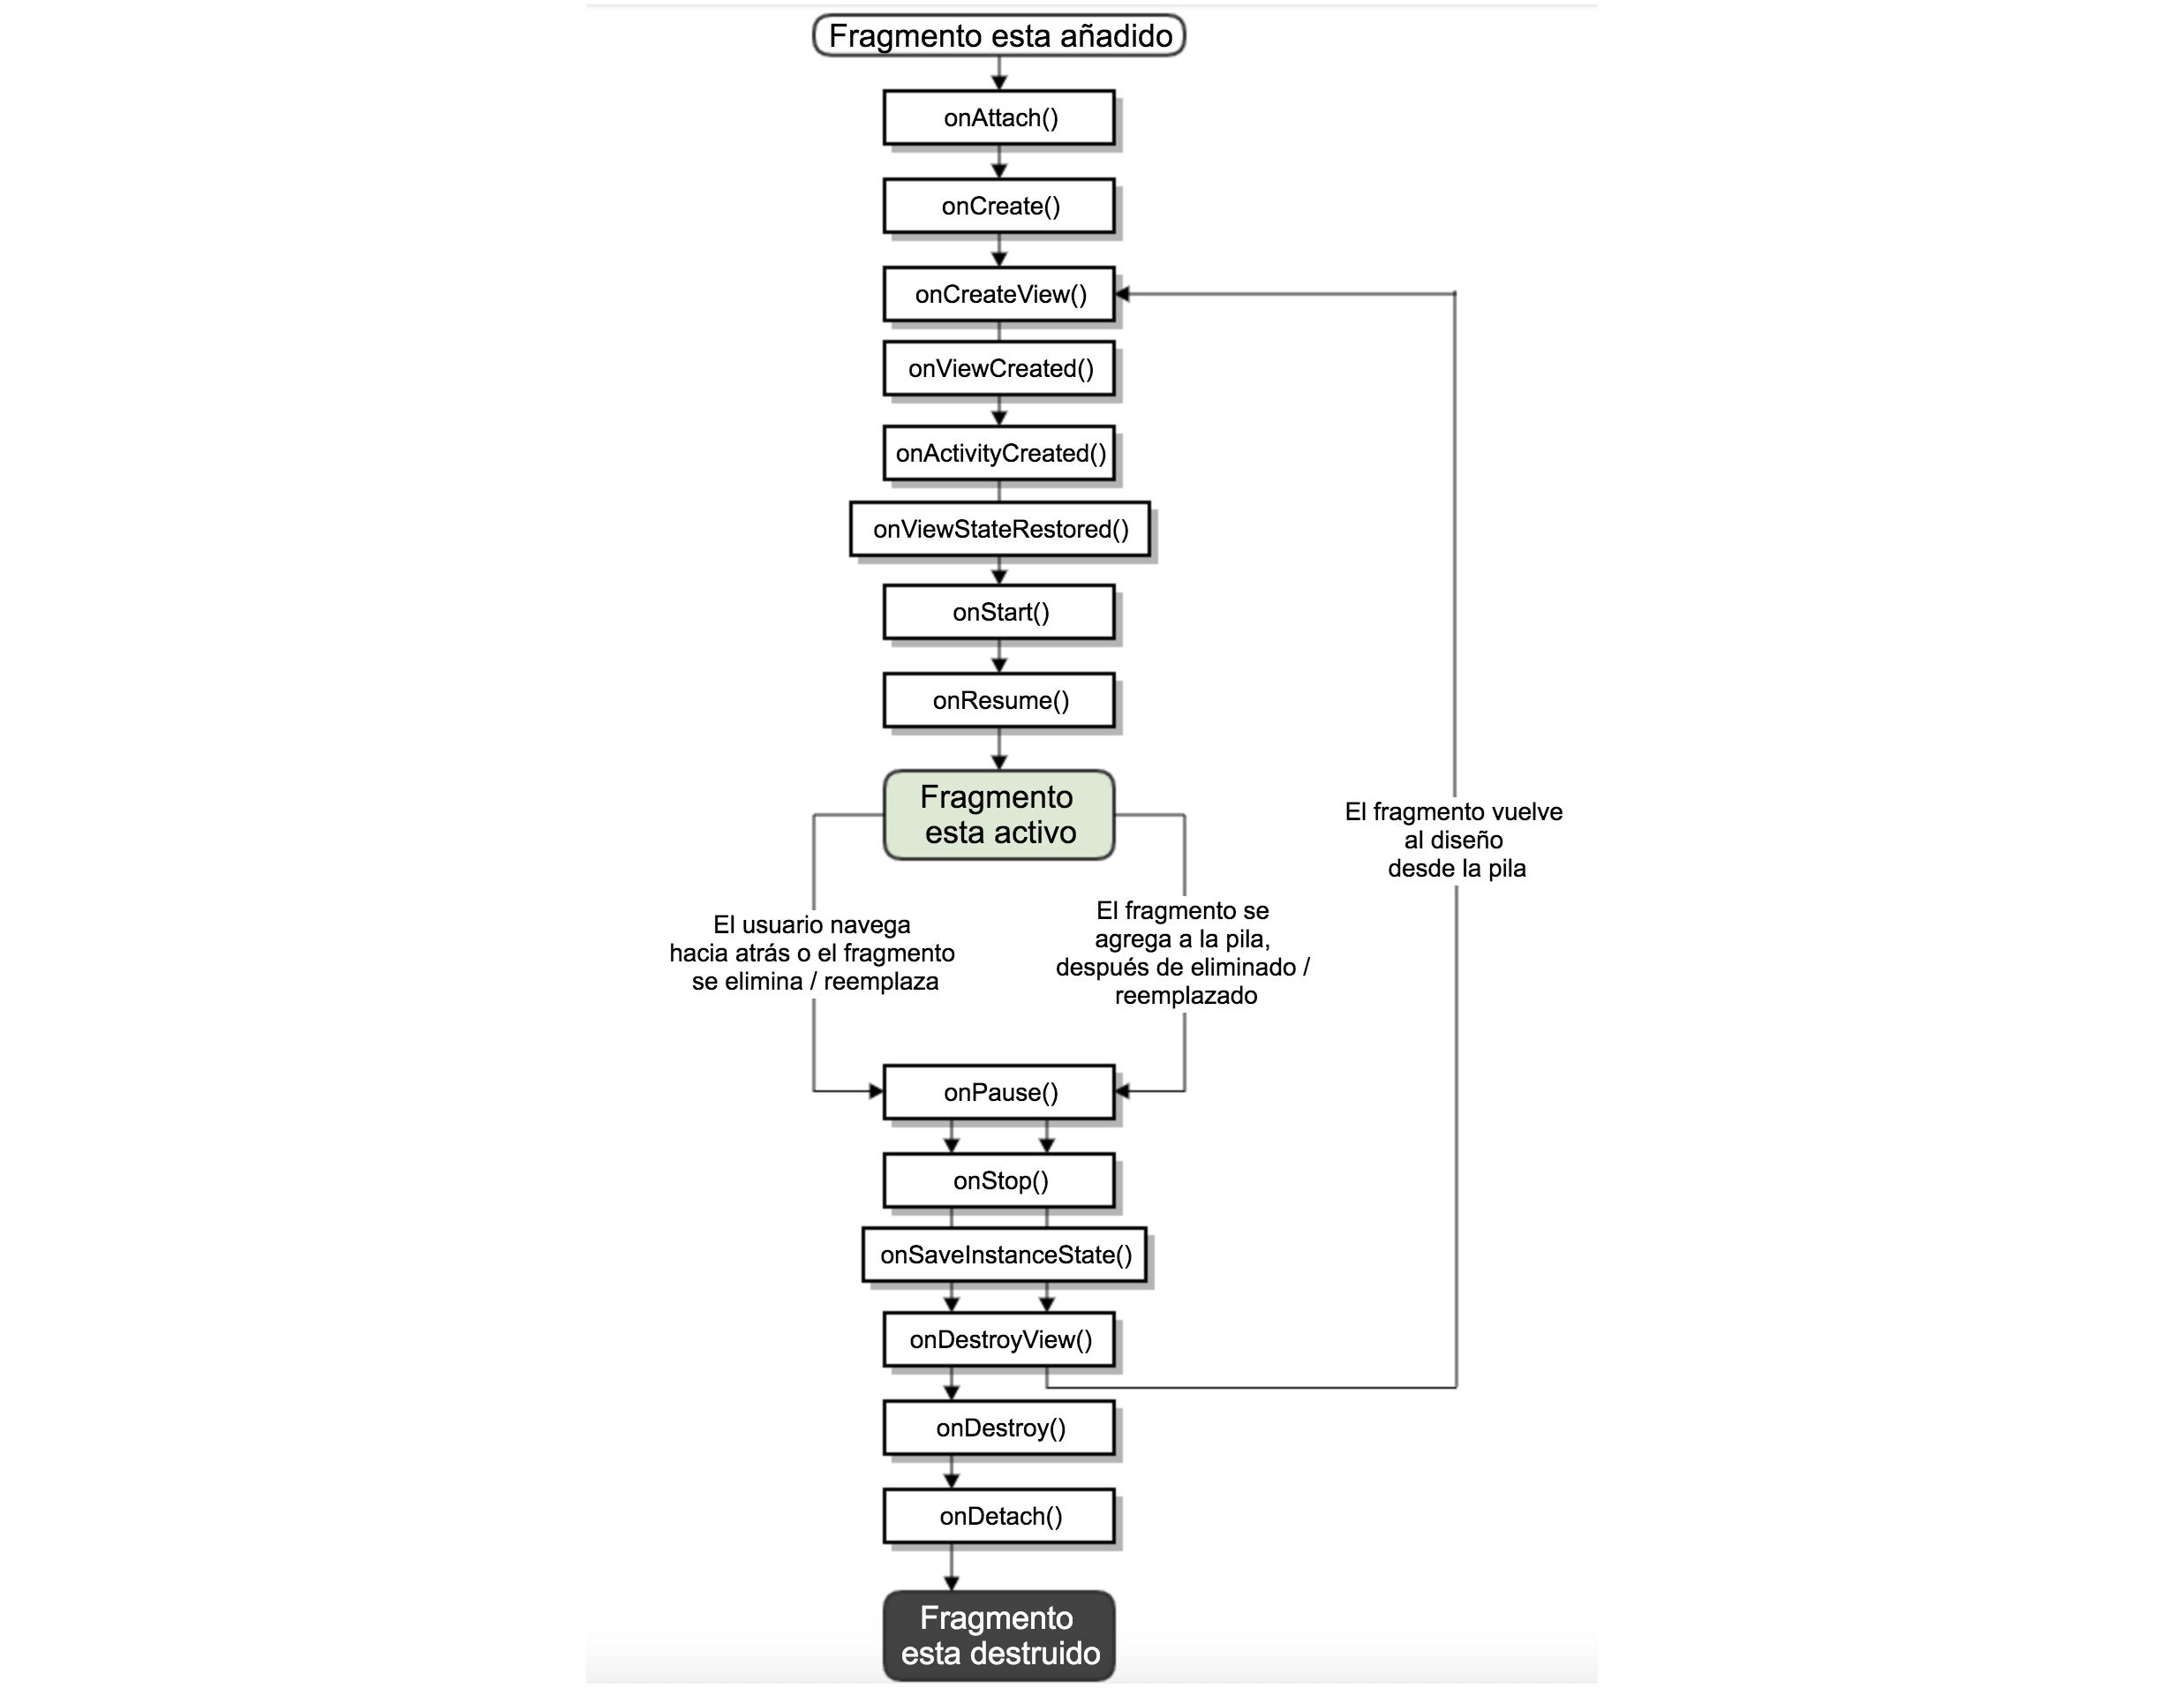 Fragmento esta añadido
onAttach()
onCreate()
onCreateView()
onViewCreated()
onActivityCreated()
onViewStateRestored()
onStart()
onResume()
Fragmento
esta activo
El fragmento vuelve
al diseño
desde la pila
El usuario navega
hacia atrás o el fragmento
se elimina / reemplaza
El fragmento se
agrega a la pila,
después de eliminado /
reemplazado
onPause()
onStop()
onSaveInstanceState()
onDestroyView()
onDestroy()
onDetach()
Fragmento
esta destruido